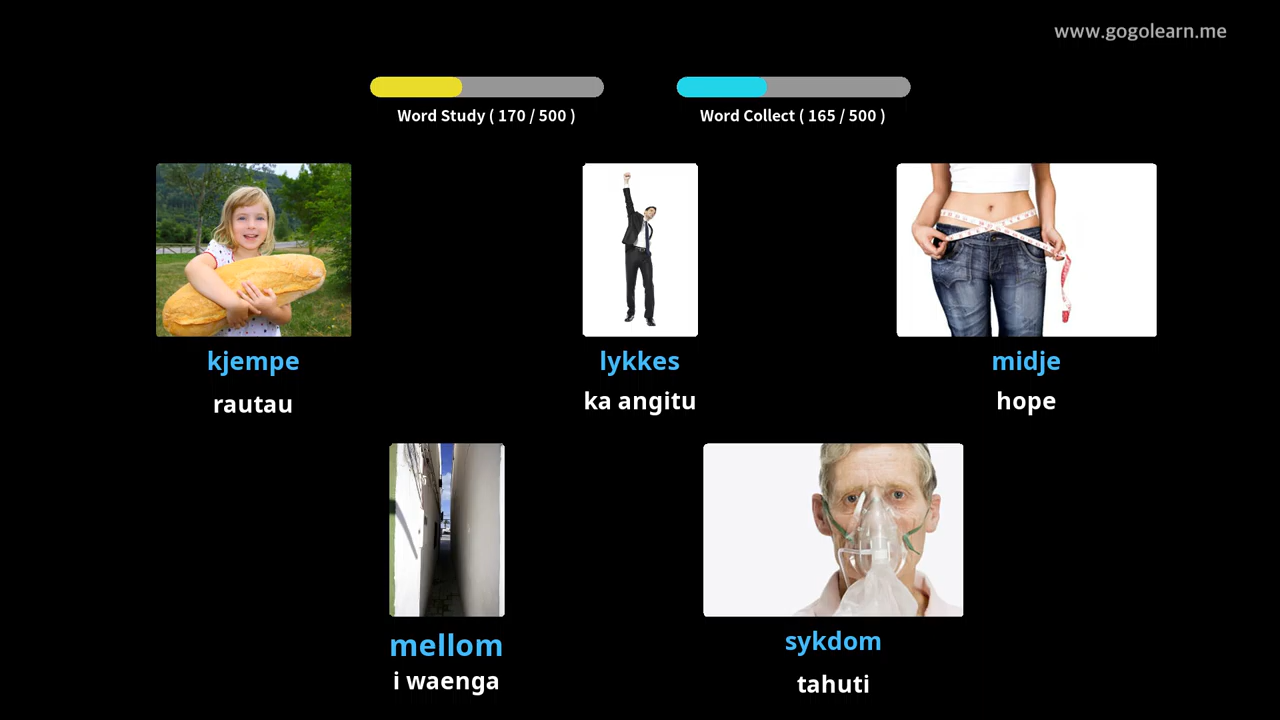 www.gogolearn.me
Word Study ( 170 / 500 )
Word Collect ( 165 / 500 )
kjempe
rautau
lykkes
ka angitu
midje
hope
mellom
i waenga
sykdom
tahuti